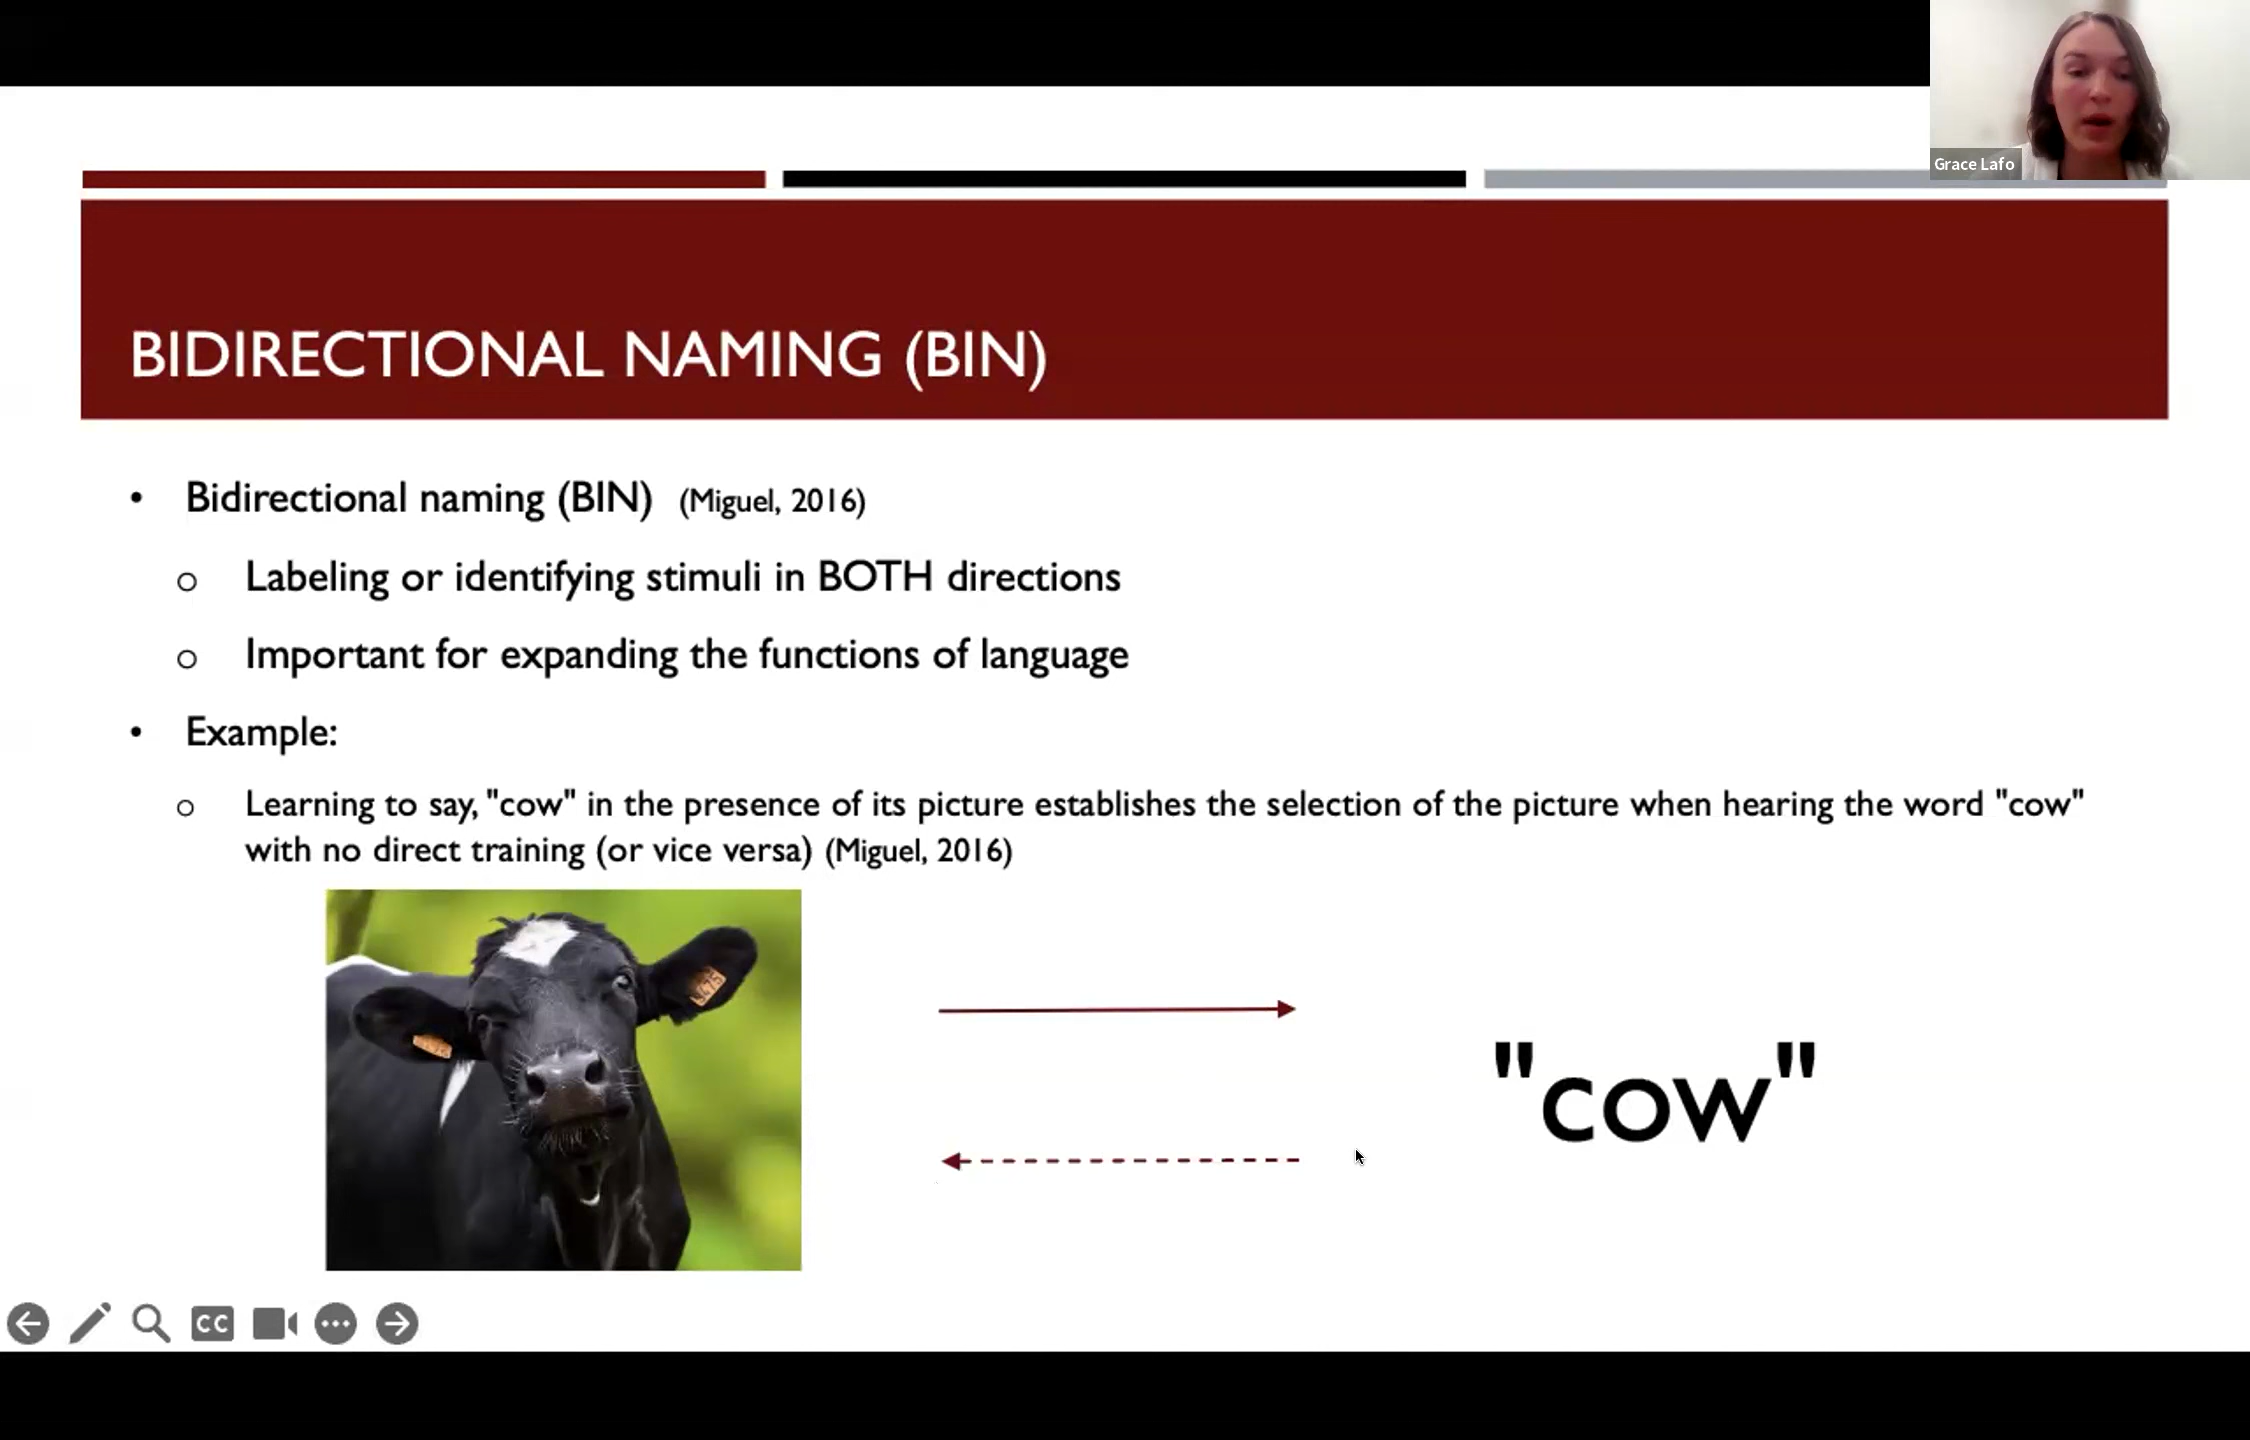 Grace Lafo
BIDIRECTIONAL NAMING (BIN)
• Bidirectional naming (BIN) (Miguel, 2016)
o Labeling or identifying stimuli in BOTH directions
o Important for expanding the functions of language
• Example:
o Learning to say, "cow" in the presence of its picture establishes the selection of the picture when hearing the word "cow"
with no direct training (or vice versa) (Miguel, 2016)
"cow"
CC